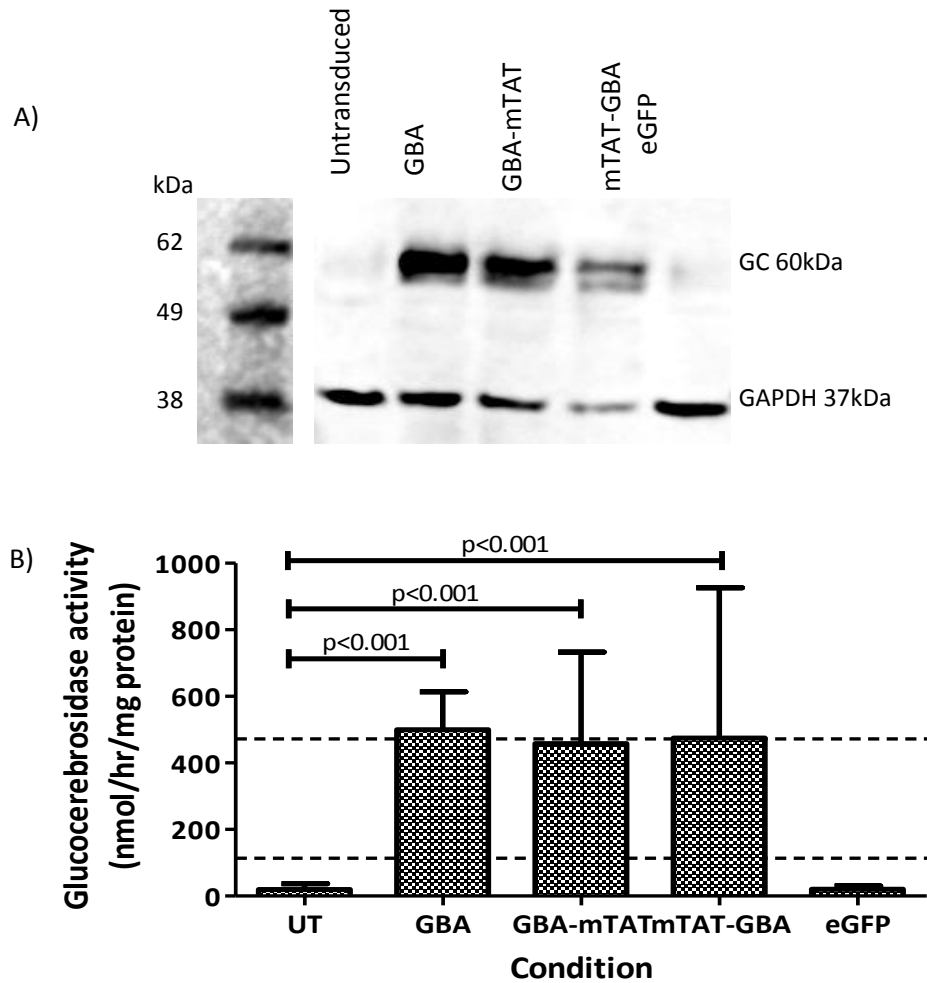 A)
Untransduced
GBA
GBA-mTAT
mTAT-GBA
eGFP
kDa
62
49
38
GC 60kDa
GAPDH 37kDa
B)
Glucocerebrosidase activity
(nmol/hr/mg protein)
1000
800
600
400
200
0
p<0.001
p<0.001
p<0.001
UT
GBA
GBA-mTAT
mTAT-GBA
eGFP
Condition